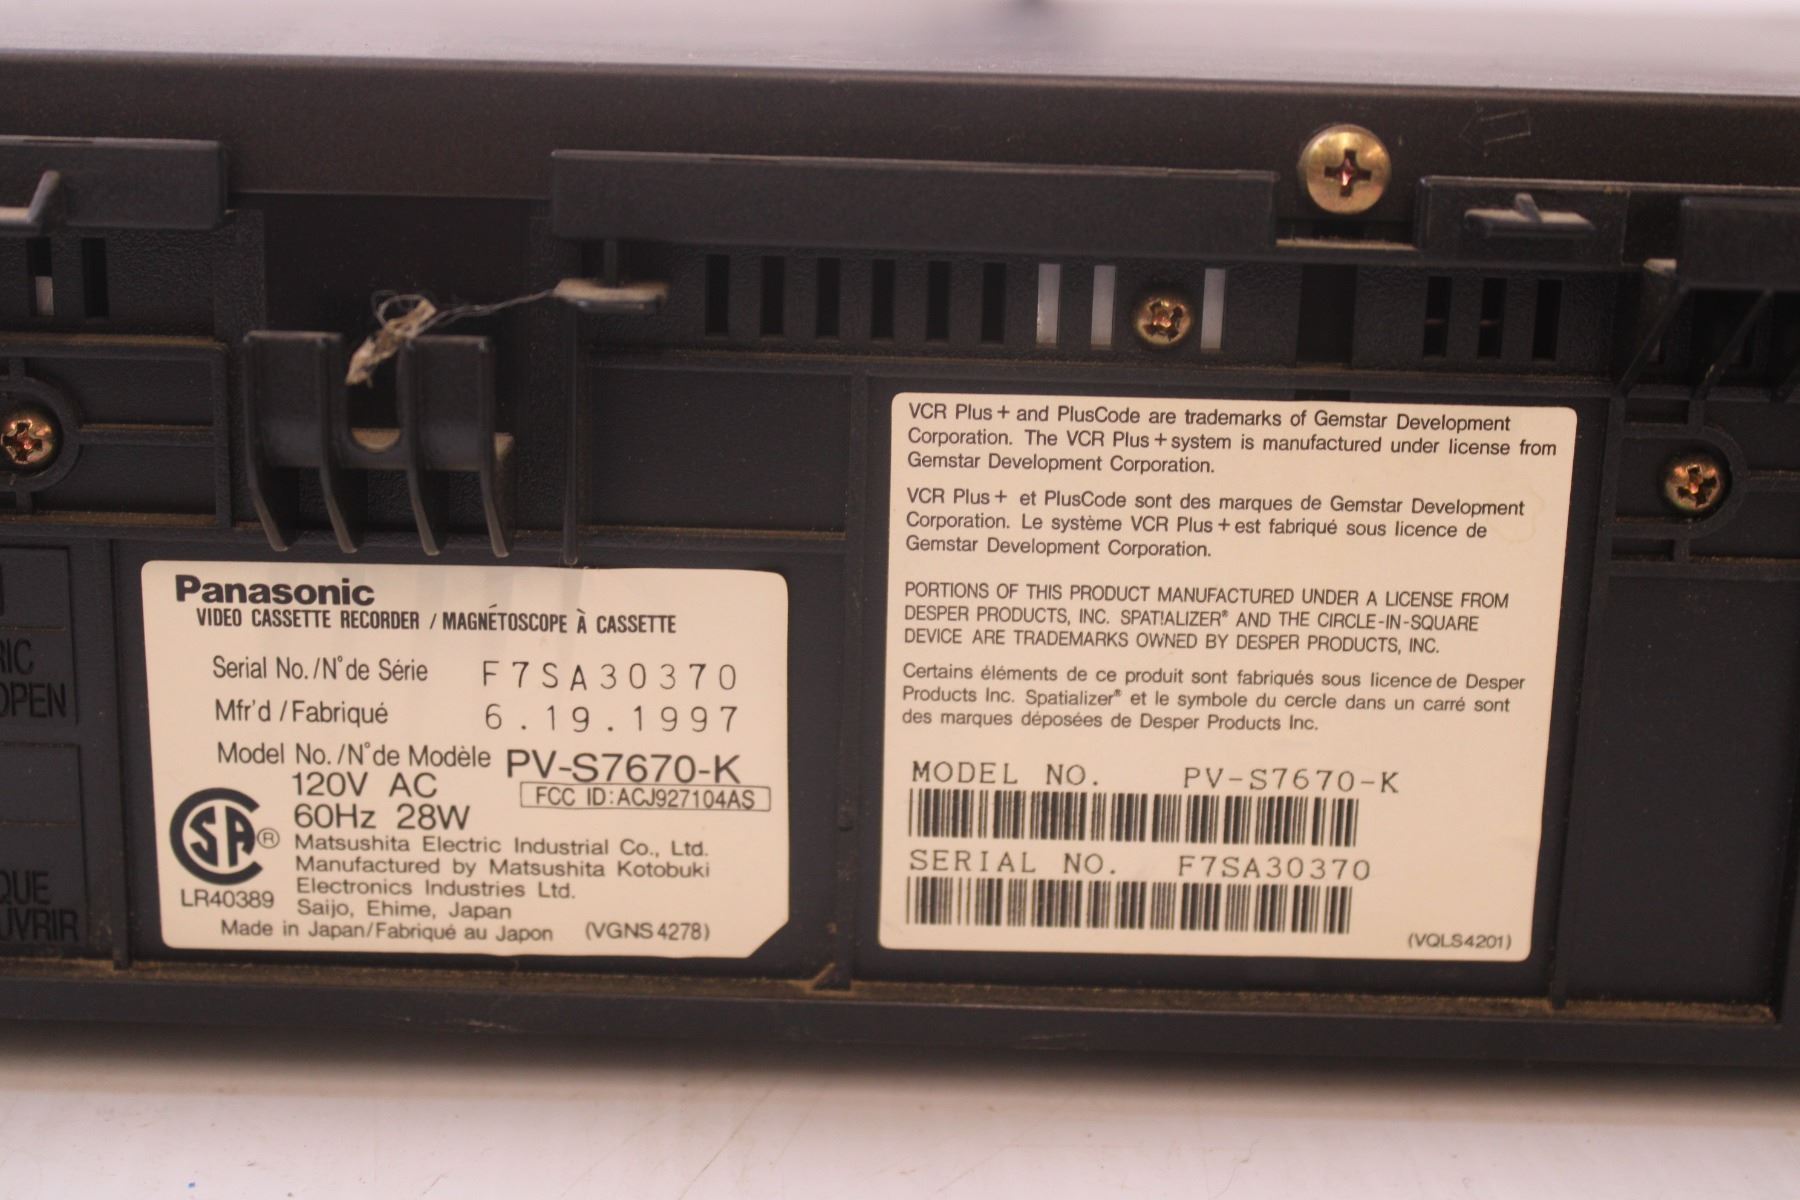 RIC
OPEN
QUE
UVRIR
Panasonic
VIDEO CASSETTE RECORDER / MAGNÉTOSCOPE À CASSETTE
Serial No./N° de Série F7SA30370
Mfr'd / Fabriqué 6.19.1997
Model No./N° de Modèle PV-S7670-K
120V AC
FCC ID:ACJ927104AS
60Hz 28W
SA ®
LR40389
Matsushita Electric Industrial Co., Ltd.
Manufactured by Matsushita Kotobuki
Electronics Industries Ltd.
Saijo, Ehime, Japan
Made in Japan/Fabriqué au Japon (VGNS4278)
VCR Plus+ and PlusCode are trademarks of Gemstar Development
Corporation. The VCR Plus+ system is manufactured under license from
Gemstar Development Corporation.
VCR Plus+ et PlusCode sont des marques de Gemstar Development
Corporation. Le système VCR Plus+ est fabriqué sous licence de
Gemstar Development Corporation.
PORTIONS OF THIS PRODUCT MANUFACTURED UNDER A LICENSE FROM
DESPER PRODUCTS, INC. SPATIALIZER® AND THE CIRCLE-IN-SQUARE
DEVICE ARE TRADEMARKS OWNED BY DESPER PRODUCTS, INC.
Certains éléments de ce produit sont fabriqués sous licence de Desper
Products Inc. Spatializer® et le symbole du cercle dans un carré sont
des marques déposées de Desper Products Inc.
MODEL NO. PV-S7670-K
SERIAL NO. F7SA30370
(VQLS4201)